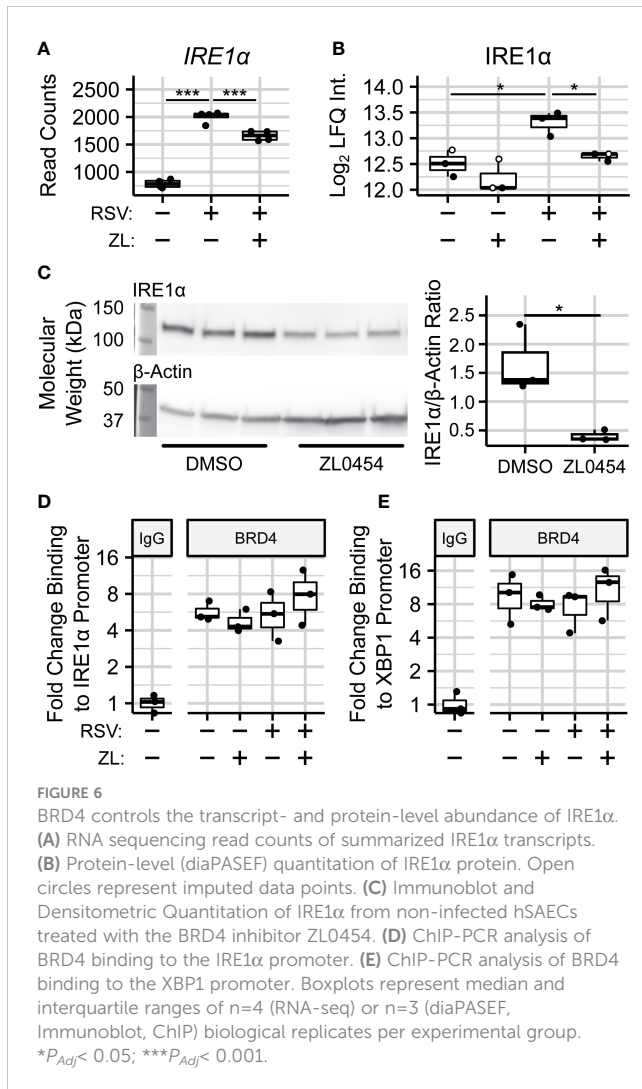 A
IRE1α
Read Counts
2500
2000
1500
1000
*** ***
RSV: − + +
ZL: − − +
B
IRE1α
Log2 LFQ Int.
14.0
13.5
13.0
12.5
12.0
* *
RSV: − − + +
ZL: − + − +
C
Molecular
Weight (kDa)
IRE1α
150
100
β-Actin
50
37
DMSO ZL0454
IRE1α/β-Actin Ratio
2.5
2.0
1.5
1.0
0.5
*
DMSO ZL0454
D
IgG BRD4
Fold Change Binding
to IRE1α Promoter
16
8
4
2
1
RSV: − − − + +
ZL: − − + − +
E
IgG BRD4
Fold Change Binding
to XBP1 Promoter
16
8
4
2
1
− − − + +
− − + − +
FIGURE 6
BRD4 controls the transcript- and protein-level abundance of IRE1α.
(A) RNA sequencing read counts of summarized IRE1α transcripts.
(B) Protein-level (diaPASEF) quantitation of IRE1α protein. Open
circles represent imputed data points. (C) Immunoblot and
Densitometric Quantitation of IRE1α from non-infected hSAECs
treated with the BRD4 inhibitor ZL0454. (D) ChIP-PCR analysis of
BRD4 binding to the IRE1α promoter. (E) ChIP-PCR analysis of BRD4
binding to the XBP1 promoter. Boxplots represent median and
interquartile ranges of n=4 (RNA-seq) or n=3 (diaPASEF,
Immunoblot, ChIP) biological replicates per experimental group.
*PAdj< 0.05; ***PAdj< 0.001.